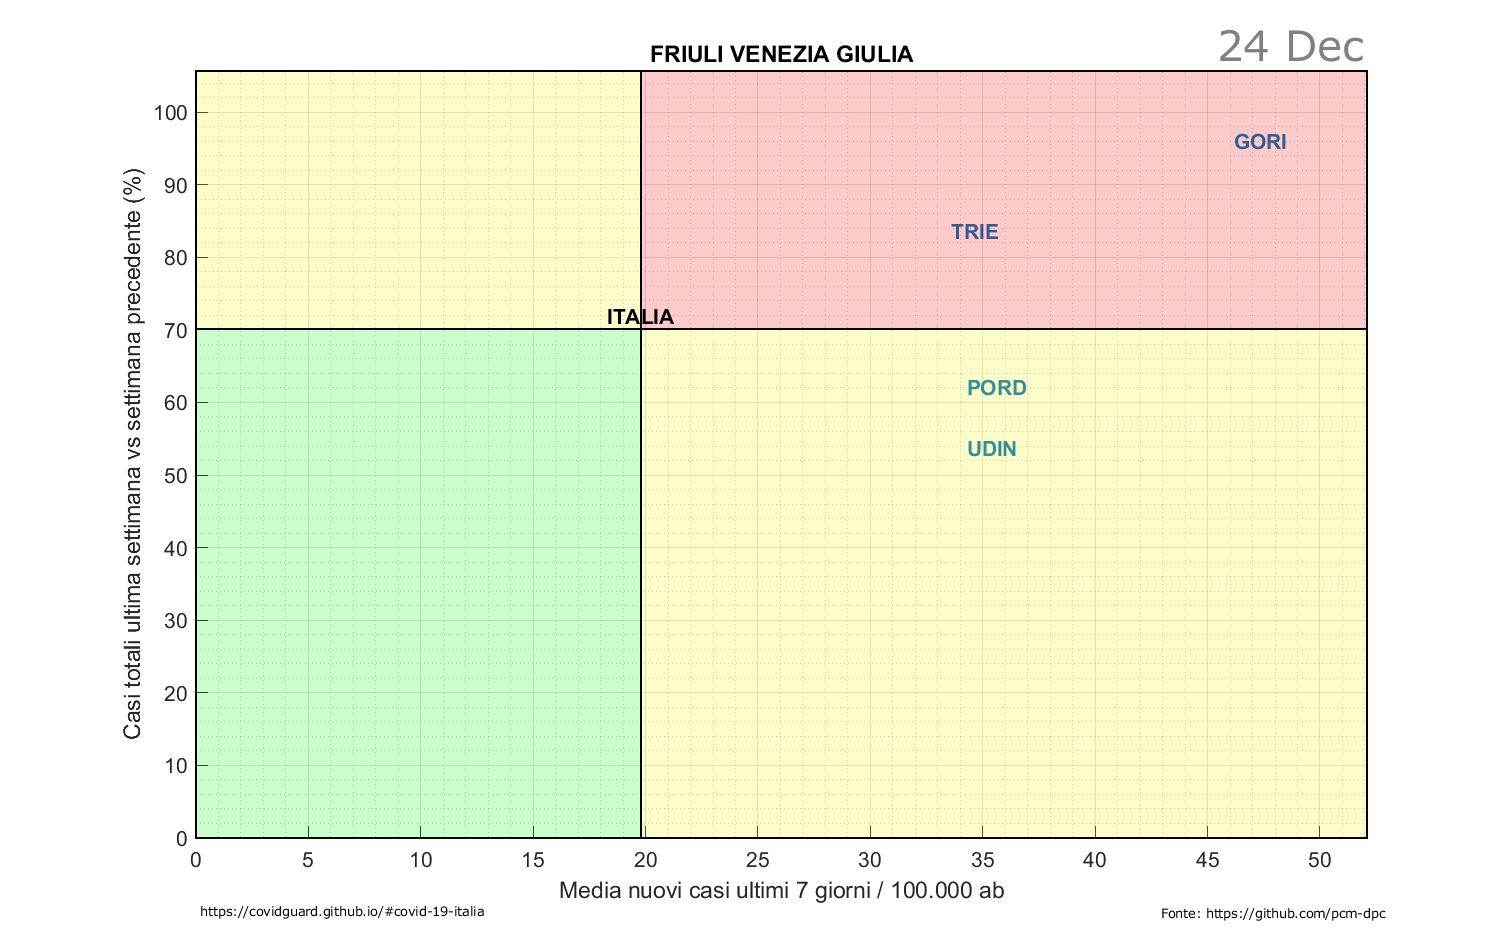 24 Dec
FRIULI VENEZIA GIULIA
Casi totali ultima settimana vs settimana precedente (%)
100
90
80
70
60
50
40
30
20
10
0
GORI
TRIE
ITALIA
PORD
UDIN
0 5 10 15 20 25 30 35 40 45 50
Media nuovi casi ultimi 7 giorni / 100.000 ab
https://covidguard.github.io/#covid-19-italia
Fonte: https://github.com/pcm-dpc